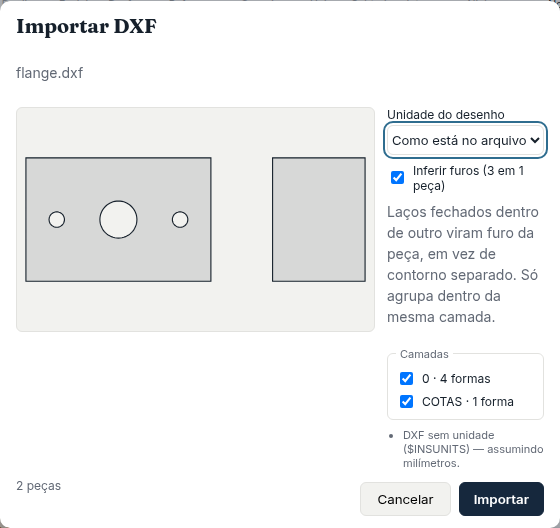 Importar DXF
flange.dxf
Unidade do desenho
Como está no arquivo
Inferir furos (3 em 1
peça)
Laços fechados dentro
de outro viram furo da
peça, em vez de
contorno separado. Só
agrupa dentro da
mesma camada.
Camadas
0 · 4 formas
COTAS · 1 forma
• DXF sem unidade
($INSUNITS) — assumindo
milímetros.
2 peças
Cancelar
Importar